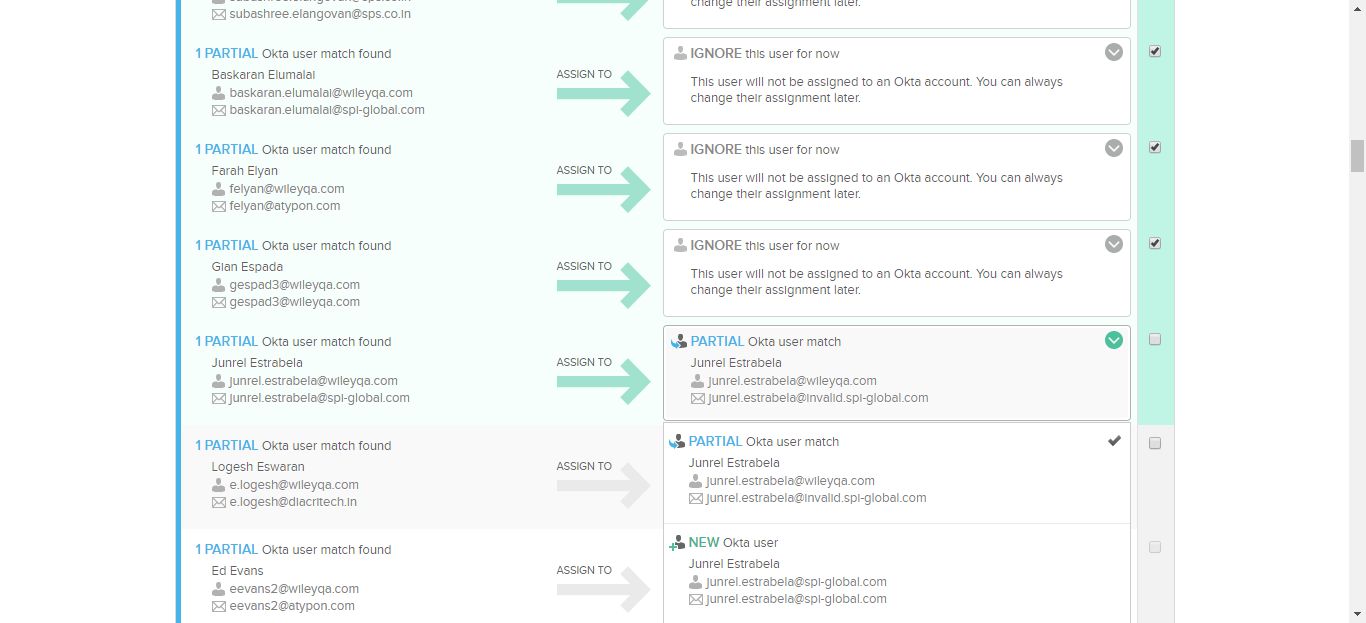 subashree.elangovan@sps.co.in
change their assignment later.
1 PARTIAL Okta user match found
Baskaran Elumalai
baskaran.elumalai@wileyqa.com
baskaran.elumalai@spi-global.com
ASSIGN TO
IGNORE this user for now
This user will not be assigned to an Okta account. You can always
change their assignment later.
1 PARTIAL Okta user match found
Farah Elyan
felyan@wileyqa.com
felyan@atypon.com
ASSIGN TO
IGNORE this user for now
This user will not be assigned to an Okta account. You can always
change their assignment later.
1 PARTIAL Okta user match found
Gian Espada
gespad3@wileyqa.com
gespad3@wileyqa.com
ASSIGN TO
IGNORE this user for now
This user will not be assigned to an Okta account. You can always
change their assignment later.
1 PARTIAL Okta user match found
Junrel Estrabela
junrel.estrabela@wileyqa.com
junrel.estrabela@spi-global.com
ASSIGN TO
PARTIAL Okta user match
Junrel Estrabela
junrel.estrabela@wileyqa.com
junrel.estrabela@invalid.spi-global.com
1 PARTIAL Okta user match found
Logesh Eswaran
e.logesh@wileyqa.com
e.logesh@diacritech.in
ASSIGN TO
PARTIAL Okta user match
Junrel Estrabela
junrel.estrabela@wileyqa.com
junrel.estrabela@invalid.spi-global.com
1 PARTIAL Okta user match found
Ed Evans
eevans2@wileyqa.com
eevans2@atypon.com
ASSIGN TO
NEW Okta user
Junrel Estrabela
junrel.estrabela@spi-global.com
junrel.estrabela@spi-global.com